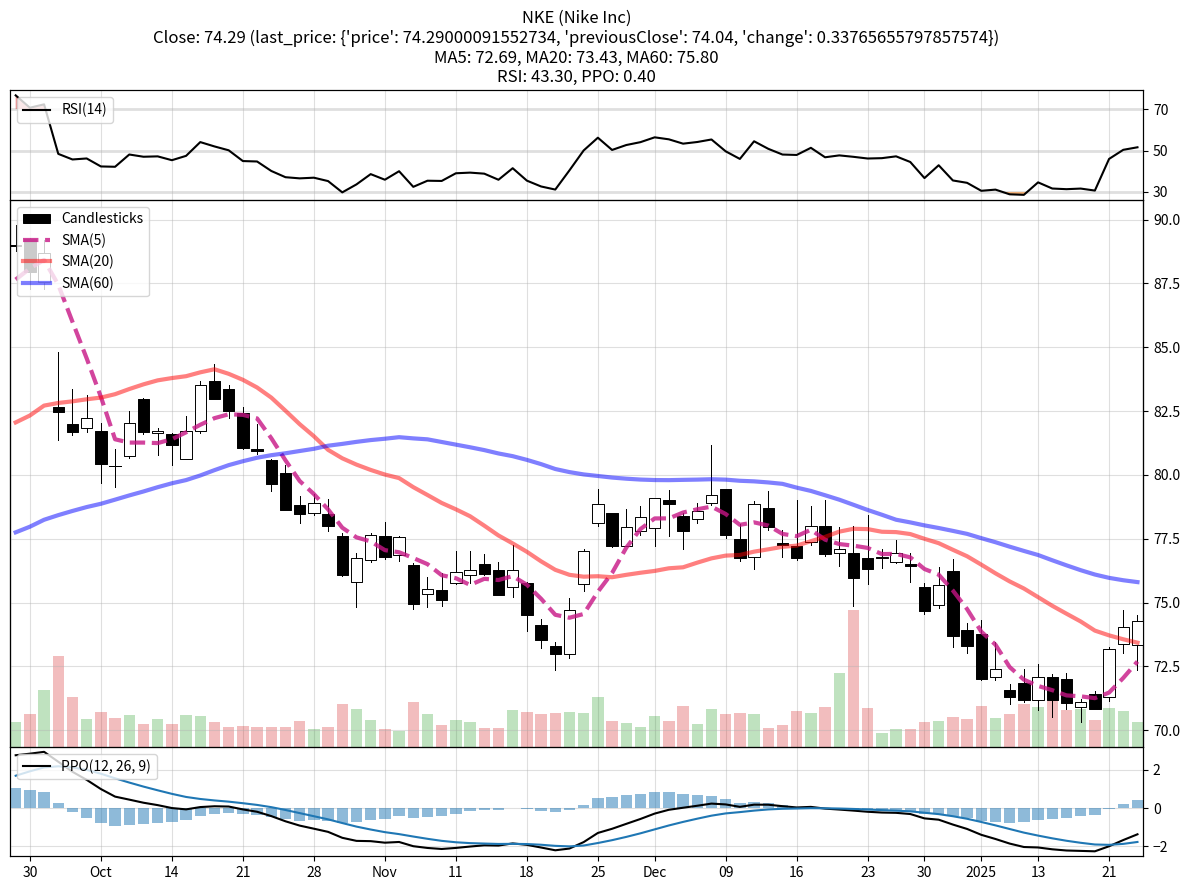 NKE (Nike Inc)
Close: 74.29 (last_price: {'price': 74.29000091552734, 'previousClose': 74.04, 'change': 0.33765655797857574})
MA5: 72.69, MA20: 73.43, MA60: 75.80
RSI: 43.30, PPO: 0.40
RSI(14)
70
50
30
Candlesticks
SMA(5)
SMA(20)
SMA(60)
90.0
87.5
85.0
82.5
80.0
77.5
75.0
72.5
70.0
PPO(12, 26, 9)
2
0
−2
30 Oct 14 21 28 Nov 11 18 25 Dec 09 16 23 30 2025 13 21